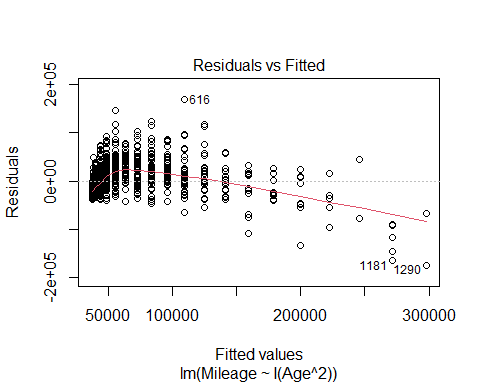 Residuals vs Fitted
2e+05
0e+00
-2e+05
Residuals
616
1181
1290
50000 100000 200000 300000
Fitted values
lm(Mileage ~ I(Age^2))